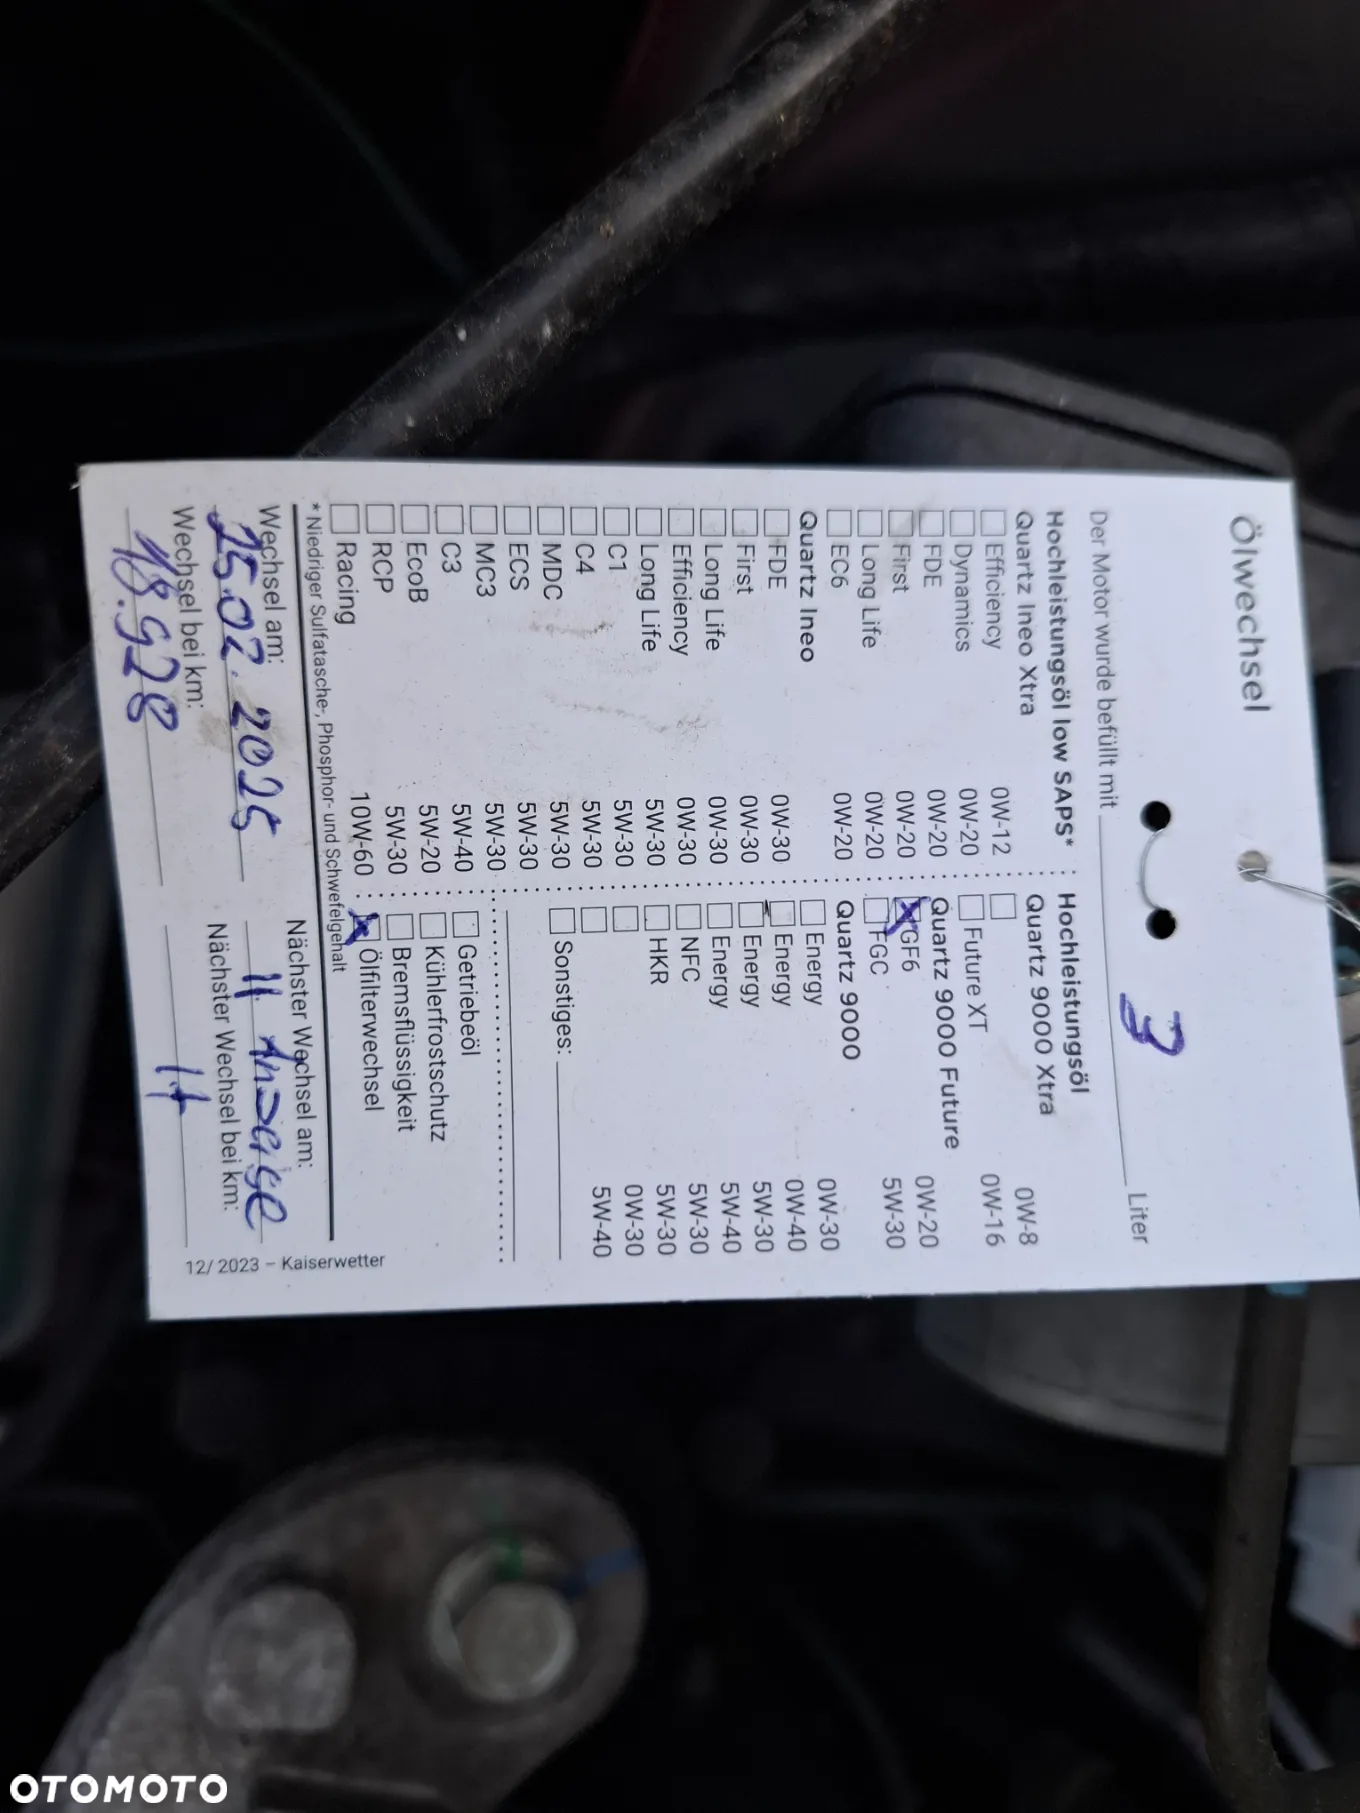 Ölwechsel
Der Motor wurde befüllt mit 3 Liter
Hochleistungsöl low SAPS*
Quartz Ineo Xtra
Efficiency 0W-12
Dynamics 0W-20
FDE 0W-20
First 0W-20
Long Life 0W-20
EC6 0W-20
Quartz Ineo
FDE 0W-30
First 0W-30
Long Life 0W-30
Efficiency 0W-30
Long Life 5W-30
C1 5W-30
C4 5W-30
MDC 5W-30
ECS 5W-30
MC3 5W-30
C3 5W-40
EcoB 5W-20
RCP 5W-30
Racing 10W-60
Hochleistungsöl
Quartz 9000 Xtra
0W-8
Future XT 0W-16
Quartz 9000 Future
GF6 0W-20
FGC 5W-30
Quartz 9000
Energy 0W-30
Energy 0W-40
Energy 5W-30
Energy 5W-40
NFC 5W-30
HKR 5W-30
0W-30
5W-40
Sonstiges:
Getriebeöl
Kühlerfrostschutz
Bremsflüssigkeit
Ölfilterwechsel
* Niedriger Sulfatasche-, Phosphor- und Schwefelgehalt
Wechsel am:
25.02.2025
Wechsel bei km:
18.928
Nächster Wechsel am:
lt. Anzeige
Nächster Wechsel bei km:
lt
12/ 2023 – Kaiserwetter
OTOMOTO